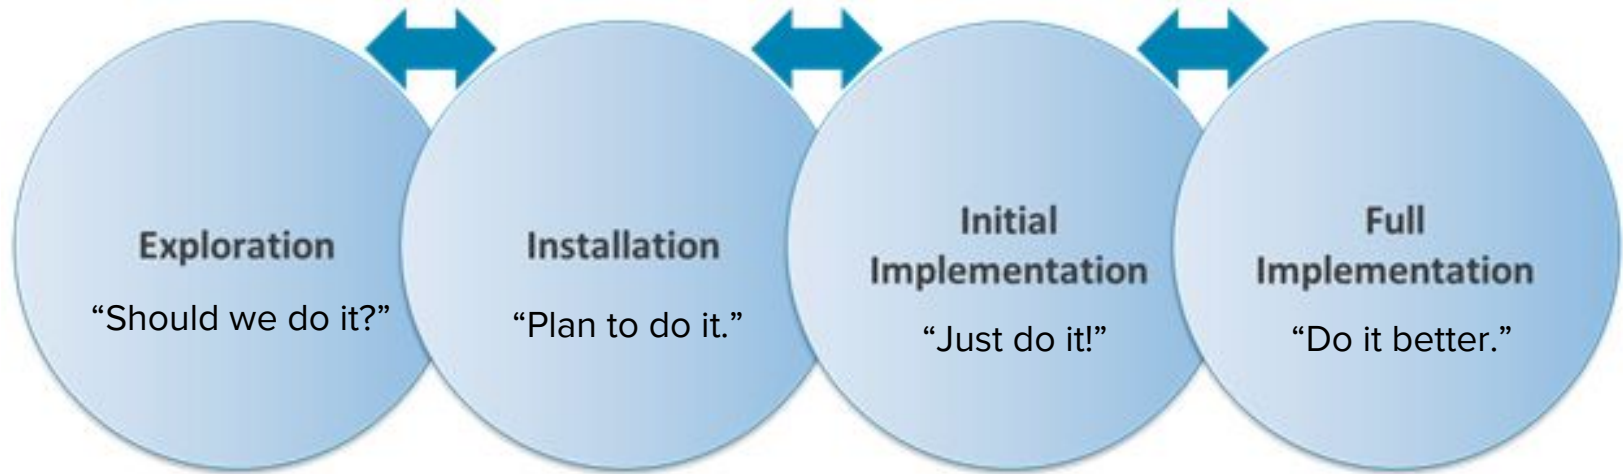 Exploration
“Should we do it?”
Installation
“Plan to do it.”
Initial
Implementation
“Just do it!”
Full
Implementation
“Do it better.”